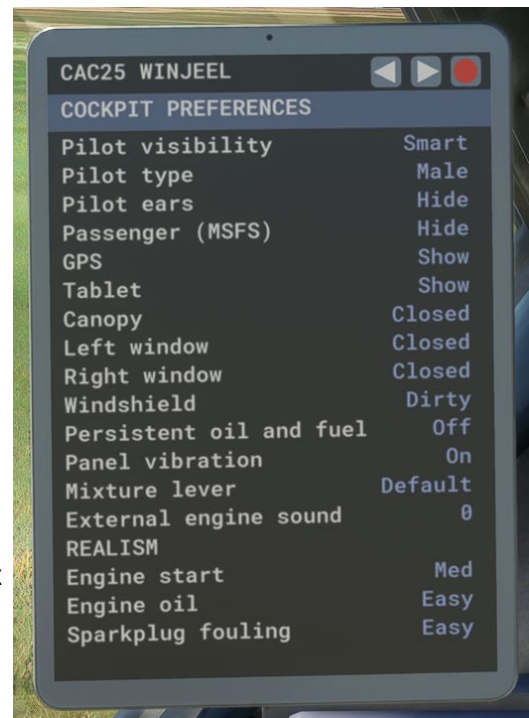 CAC25 WINJEEL
COCKPIT PREFERENCES
Pilot visibility Smart
Pilot type Male
Pilot ears Hide
Passenger (MSFS) Hide
GPS Show
Tablet Show
Canopy Closed
Left window Closed
Right window Closed
Windshield Dirty
Persistent oil and fuel Off
Panel vibration On
Mixture lever Default
External engine sound 0
REALISM
Engine start Med
Engine oil Easy
Sparkplug fouling Easy